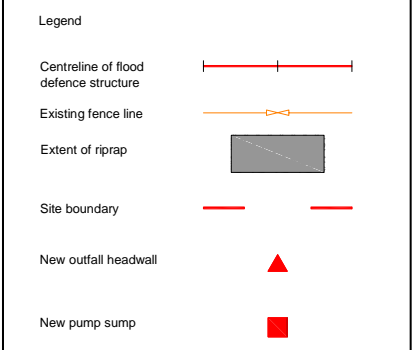 Legend
Centreline of flood
defence structure
Existing fence line
Extent of riprap
Site boundary
New outfall headwall
New pump sump